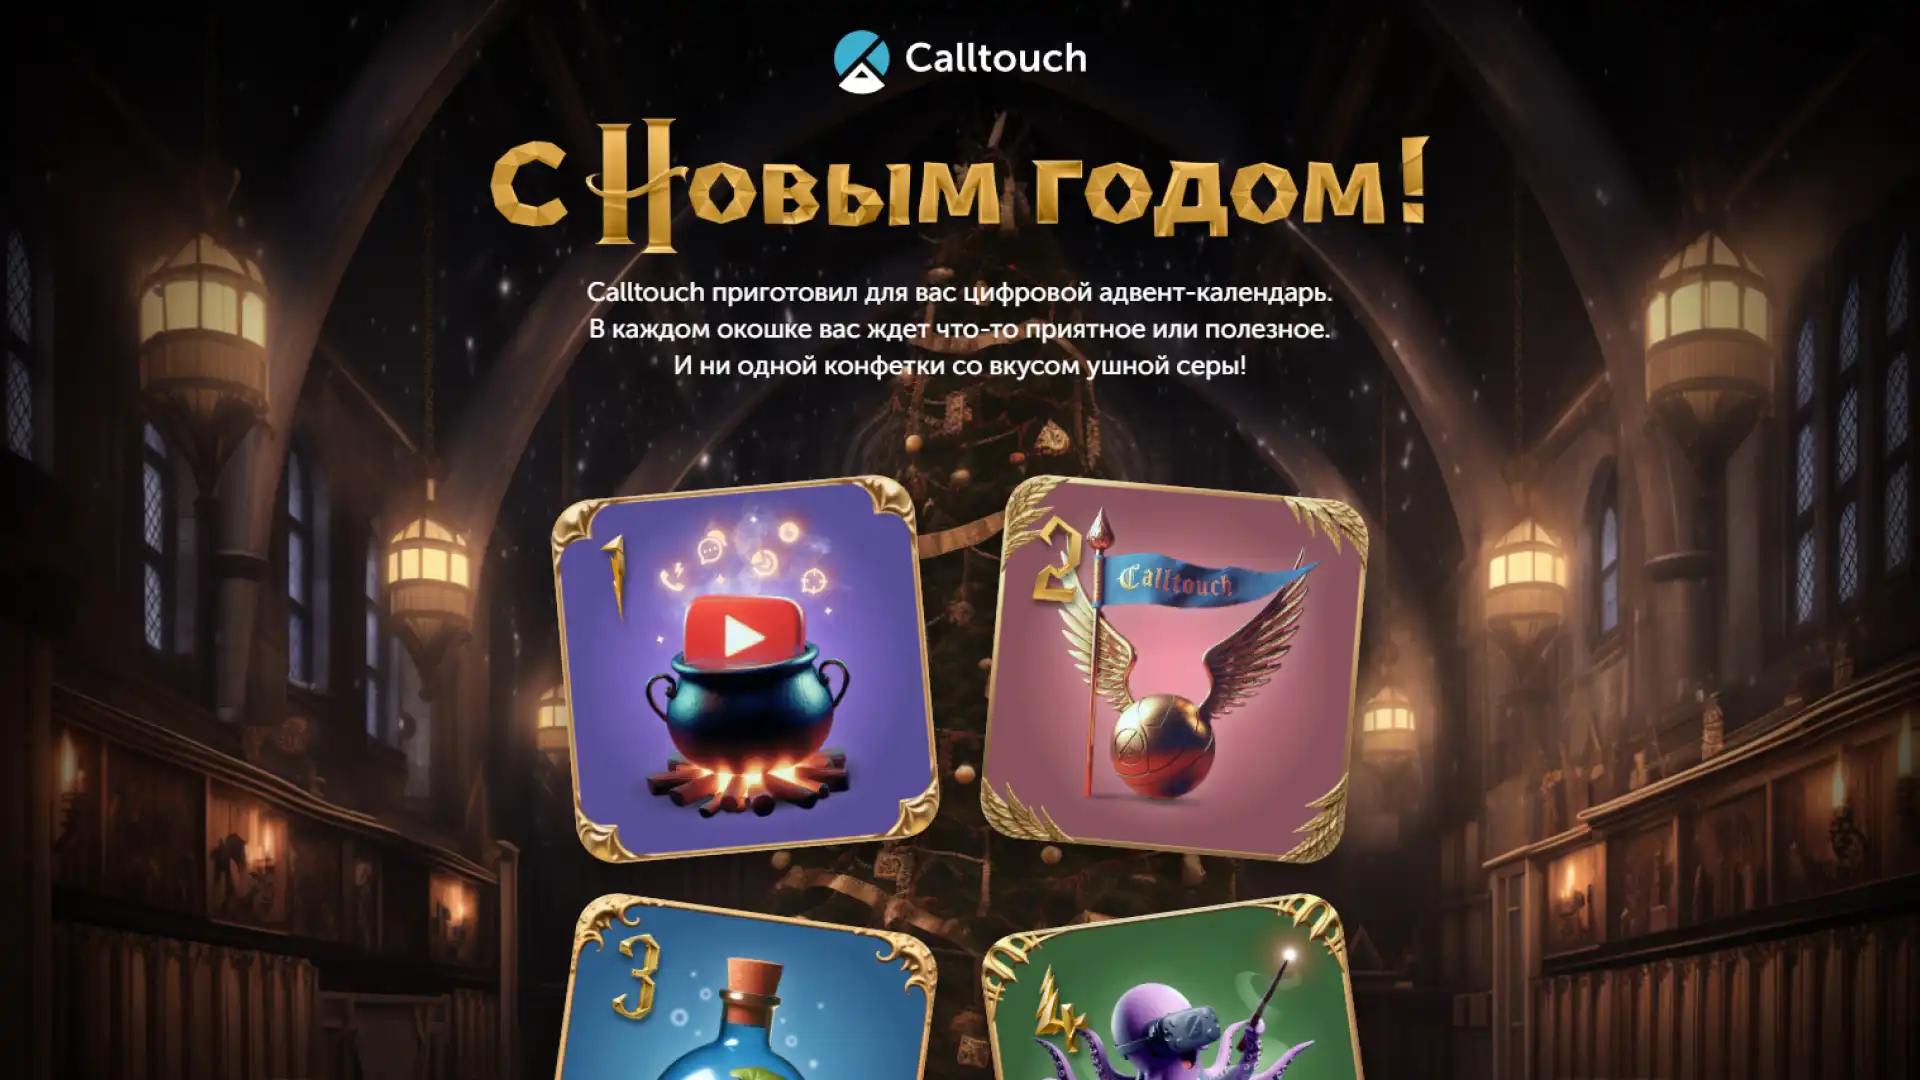 Calltouch
С Новым годом!
Calltouch приготовил для вас цифровой адвент-календарь.
В каждом окошке вас ждет что-то приятное или полезное.
И ни одной конфетки со вкусом ушной серы!
1
2
Calltouch
3
4